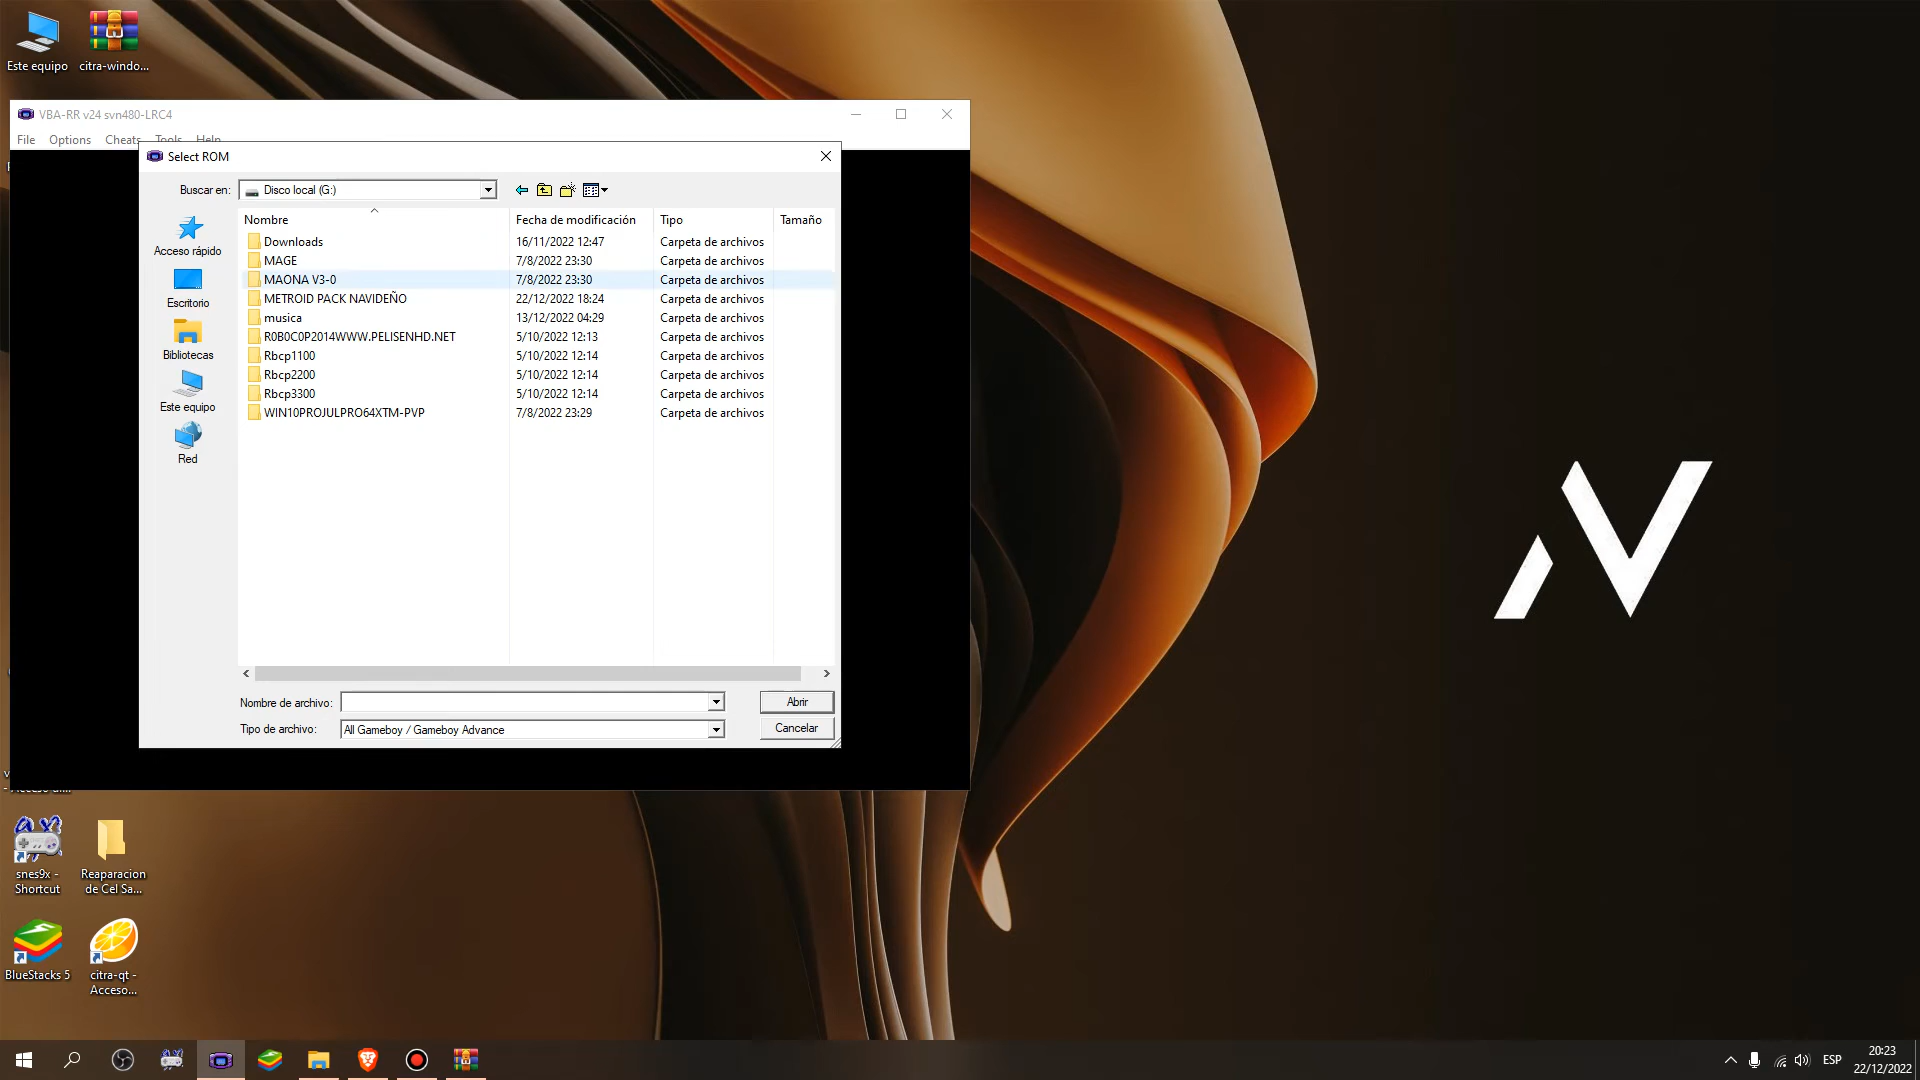 Este equipo
citra-windo...
VBA-RR v24 svn480-LRC4
File Options Cheats Tools Help
Select ROM
Buscar en: Disco local (G:)
Nombre Fecha de modificación Tipo Tamaño
Downloads 16/11/2022 12:47 Carpeta de archivos
MAGE 7/8/2022 23:30 Carpeta de archivos
MAONA V3-0 7/8/2022 23:30 Carpeta de archivos
METROID PACK NAVIDEÑO 22/12/2022 18:24 Carpeta de archivos
musica 13/12/2022 04:29 Carpeta de archivos
R0B0C0P2014WWW.PELISENHD.NET 5/10/2022 12:13 Carpeta de archivos
Rbcp1100 5/10/2022 12:14 Carpeta de archivos
Rbcp2200 5/10/2022 12:14 Carpeta de archivos
Rbcp3300 5/10/2022 12:14 Carpeta de archivos
WIN10PROJULPRO64XTM-PVP 7/8/2022 23:29 Carpeta de archivos
Acceso rápido
Escritorio
Bibliotecas
Este equipo
Red
Nombre de archivo: Abrir
Tipo de archivo: All Gameboy / Gameboy Advance Cancelar
snes9x -
Shortcut
Reaparacion
de Cel Sa...
BlueStacks 5
citra-qt -
Acceso...
ESP
20:23
22/12/2022